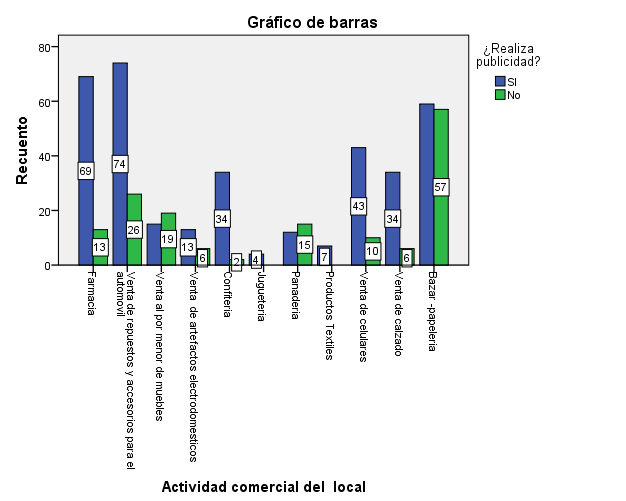 Gráfico de barras
¿Realiza
publicidad?
SI
No
Recuento
80
60
40
20
0
69
13
74
26
19
13
6
34
2
4
15
7
43
10
34
6
57
Farmacia
Venta de repuestos y accesorios para el
automovil
Venta al por menor de muebles
Venta de artefactos electrodomesticos
Confiteria
Jugueteria
Panaderia
Productos Textiles
Venta de celulares
Venta de calzado
Bazar -papeleria
Actividad comercial del local